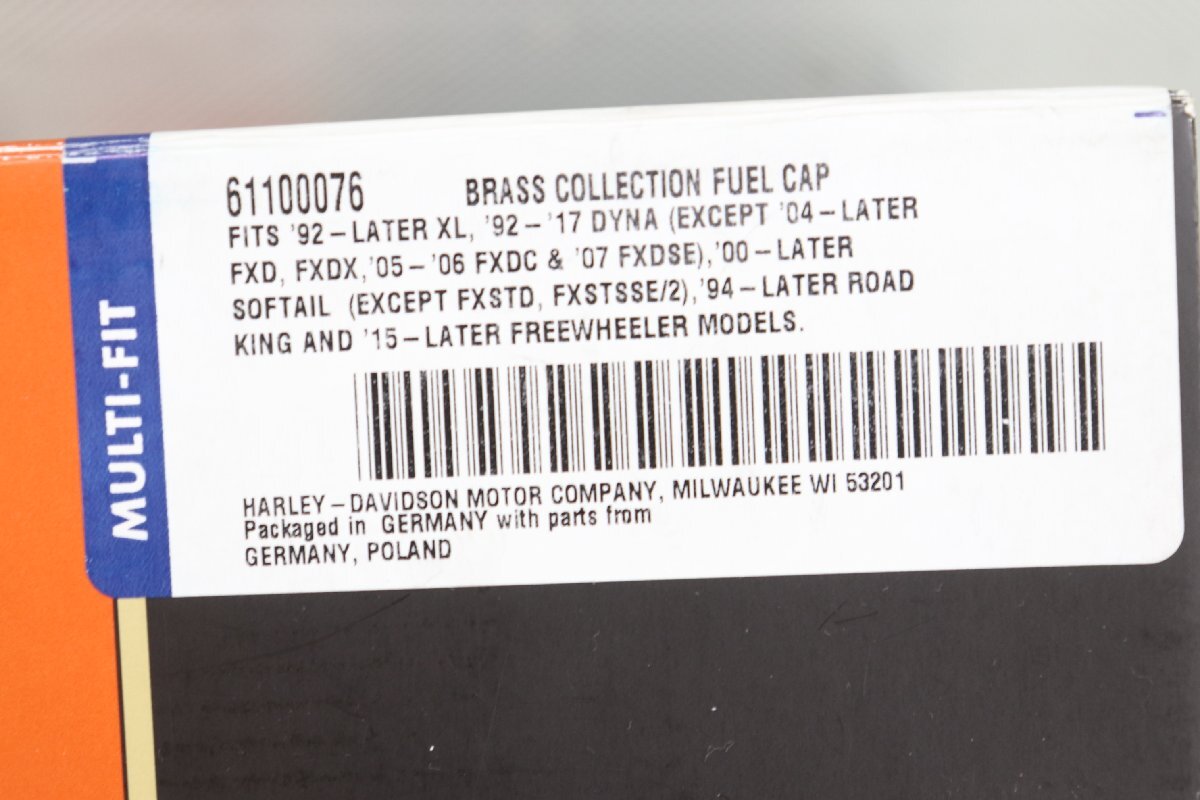 61100076 BRASS COLLECTION FUEL CAP
FITS '92-LATER XL, '92-'17 DYNA (EXCEPT '04-LATER
FXD, FXDX,'05-'06 FXDC & '07 FXDSE),'00-LATER
SOFTAIL (EXCEPT FXSTD, FXSTSSE/2),'94-LATER ROAD
KING AND '15-LATER FREEWHEELER MODELS.
HARLEY-DAVIDSON MOTOR COMPANY, MILWAUKEE WI 53201
Packaged in GERMANY with parts from
GERMANY, POLAND
MULTI-FIT